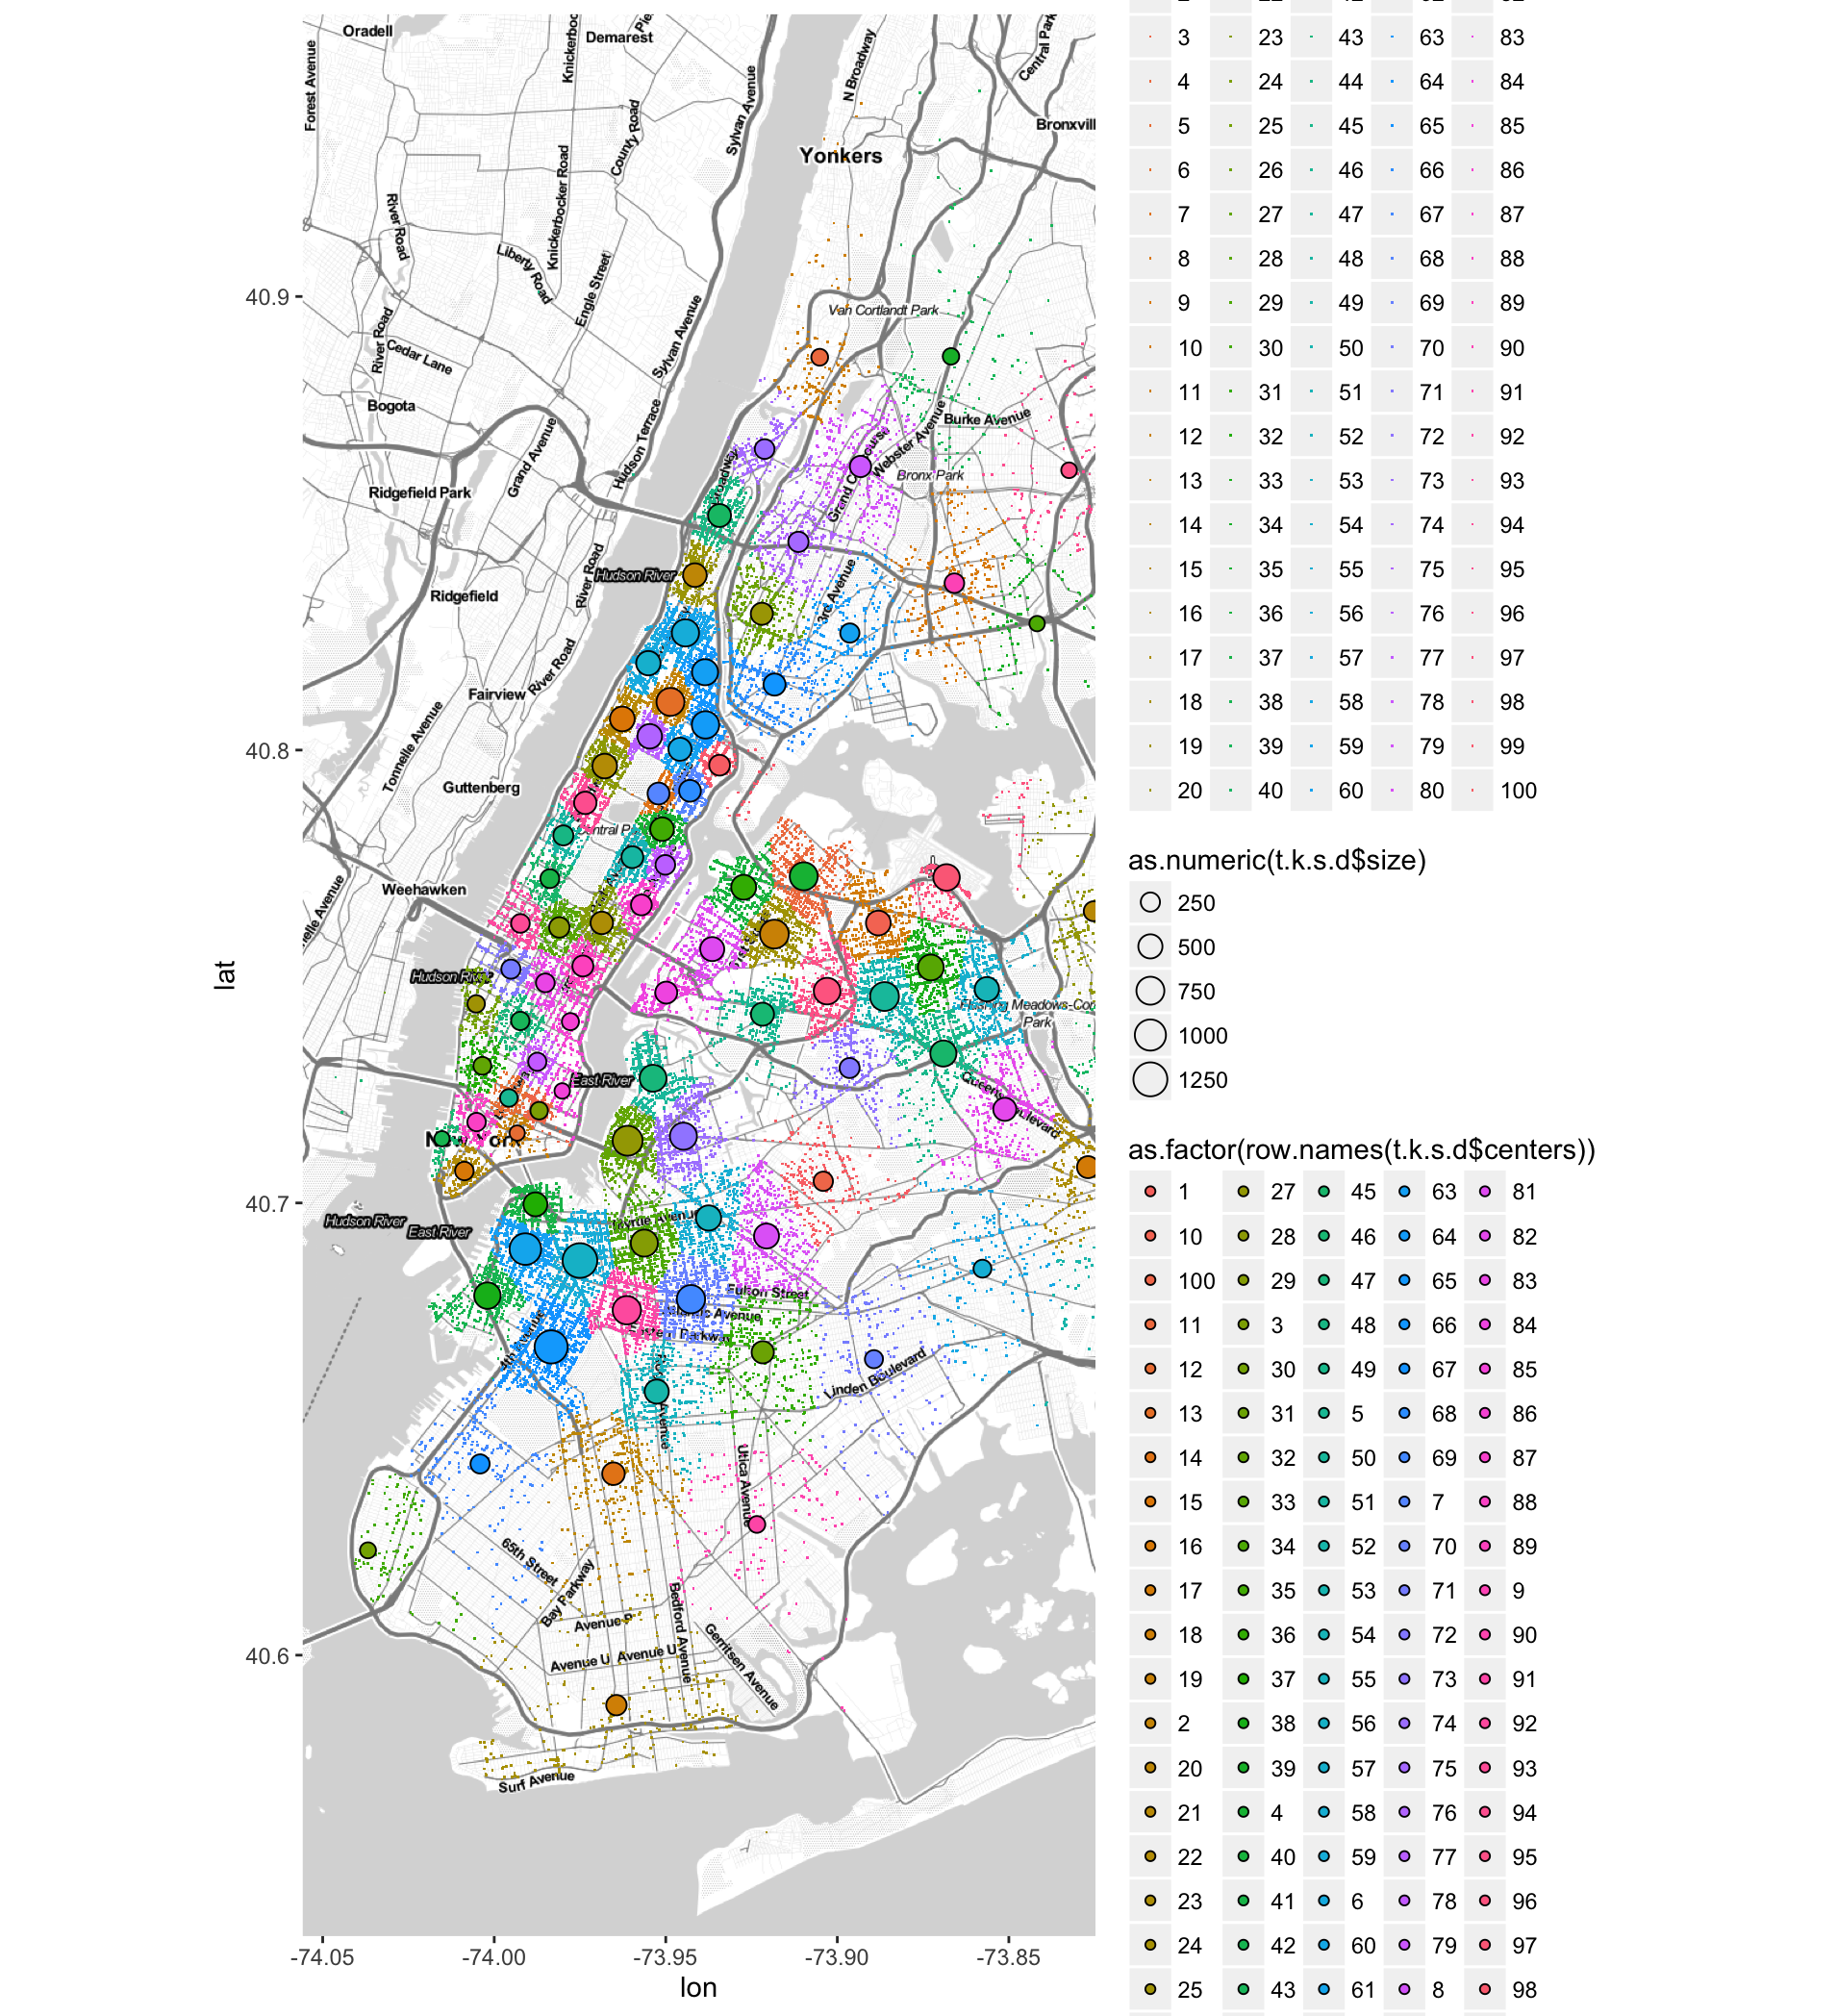 Oradell
Demarest
Forest Avenue
Knickerbocker Road
County Road
Sylvan Avenue
N Broadway
Central Park
Bronxvill
Yonkers
River Road
Liberty Road
Knickerbocker Road
Engle Street
Van Cortlandt Park
River Road
Cedar Lane
Sylvan Avenue
Bogota
Grand Avenue
Hudson Terrace
Burke Avenue
Webster Avenue
Bronx Park
Ridgefield Park
Hudson River
River Road
3rd Avenue
Ridgefield
Fairview
River Road
Tonnelle Avenue
Guttenberg
Weehawken
Hudson River
Flushing Meadows-Cor
Park
East River
Queens Boulevard
New York
Hudson River
East River
Myrtle Avenue
Fulton Street
Atlantic Avenue
Eastern Parkway
4th Avenue
Linden Boulevard
Avenue
Utica Avenue
65th Street
Bay Parkway
Bedford Avenue
Avenue P
Gerritsen Avenue
Avenue U Avenue U
Surf Avenue
lat
40.9
40.8
40.7
40.6
-74.05 -74.00 -73.95 -73.90 -73.85
lon
3 23 43 63 83
4 24 44 64 84
5 25 45 65 85
6 26 46 66 86
7 27 47 67 87
8 28 48 68 88
9 29 49 69 89
10 30 50 70 90
11 31 51 71 91
12 32 52 72 92
13 33 53 73 93
14 34 54 74 94
15 35 55 75 95
16 36 56 76 96
17 37 57 77 97
18 38 58 78 98
19 39 59 79 99
20 40 60 80 100
as.numeric(t.k.s.d$size)
250
500
750
1000
1250
as.factor(row.names(t.k.s.d$centers))
1 27 45 63 81
10 28 46 64 82
100 29 47 65 83
11 3 48 66 84
12 30 49 67 85
13 31 5 68 86
14 32 50 69 87
15 33 51 7 88
16 34 52 70 89
17 35 53 71 9
18 36 54 72 90
19 37 55 73 91
2 38 56 74 92
20 39 57 75 93
21 4 58 76 94
22 40 59 77 95
23 41 6 78 96
24 42 60 79 97
25 43 61 8 98